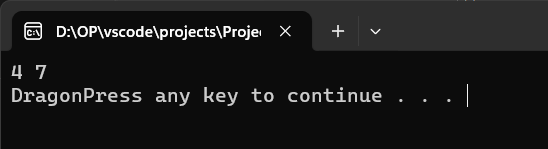 D:\OP\vscode\projects\Proje
4 7
DragonPress any key to continue . . .